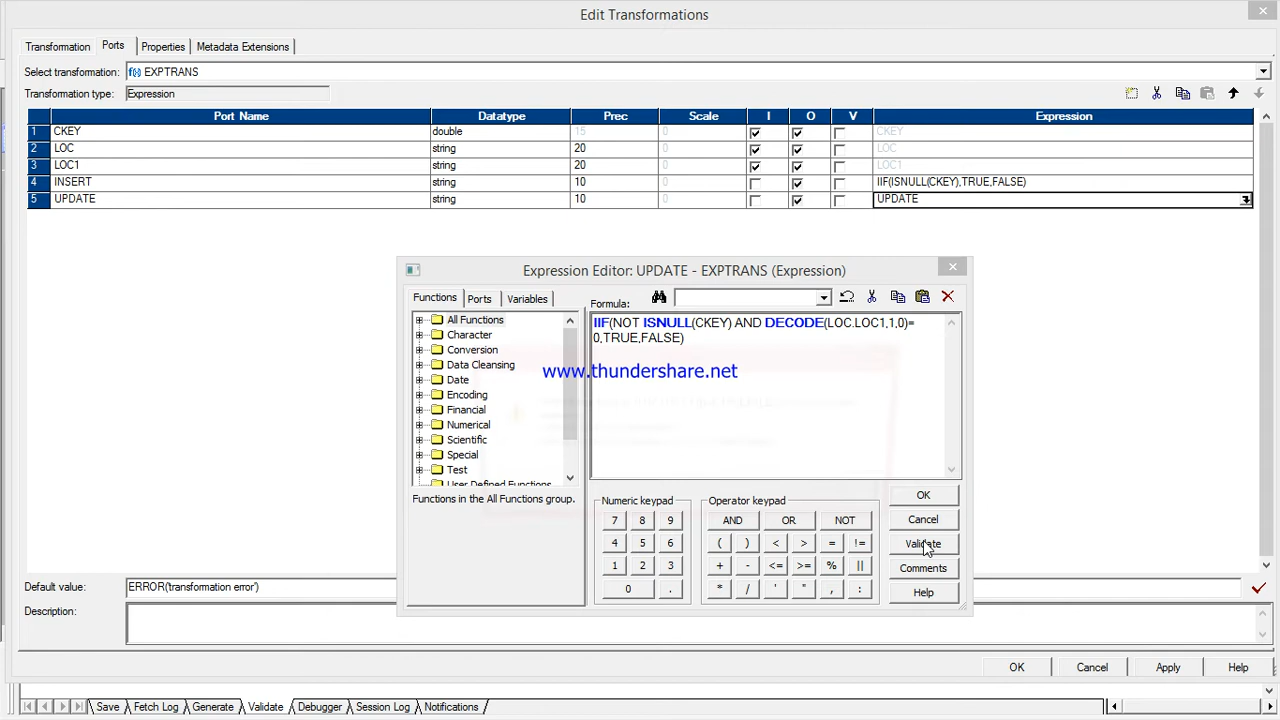 Edit Transformations
Transformation Ports Properties Metadata Extensions
Select transformation: f(x) EXPTRANS
Transformation type: Expression
Port Name Datatype Prec Scale I O V Expression
1 CKEY double 15 0 CKEY
2 LOC string 20 0 LOC
3 LOC1 string 20 0 LOC1
4 INSERT string 10 0 IIF(ISNULL(CKEY),TRUE,FALSE)
5 UPDATE string 10 0 UPDATE
Expression Editor: UPDATE - EXPTRANS (Expression)
Functions Ports Variables
Formula:
All Functions
Character
Conversion
Data Cleansing
Date
Encoding
Financial
Numerical
Scientific
Special
Test
User Defined Functions
Functions in the All Functions group.
IIF(NOT ISNULL(CKEY) AND DECODE(LOC.LOC1,1,0)=
0,TRUE,FALSE)
www.thundershare.net
Numeric keypad
7 8 9
4 5 6
1 2 3
0 .
Operator keypad
AND OR NOT
( ) < > = !=
+ - <= >= % ||
* / ' " , :
OK
Cancel
Validate
Comments
Help
Default value: ERROR('transformation error')
Description:
OK Cancel Apply Help
Save Fetch Log Generate Validate Debugger Session Log Notifications